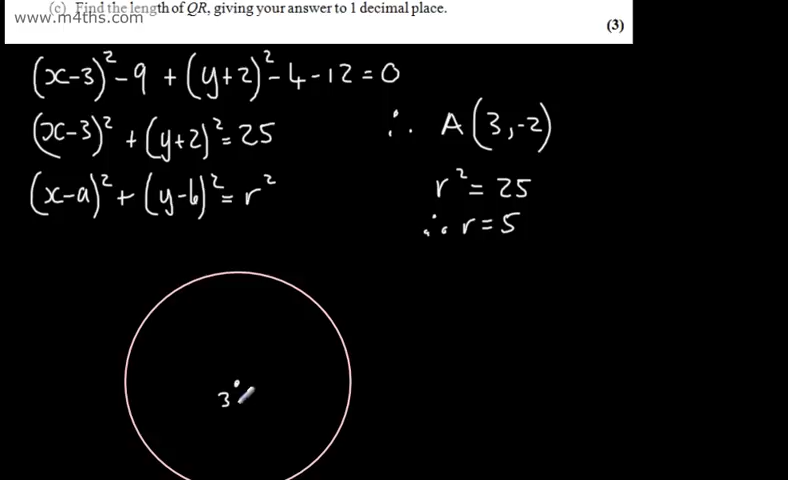 (c) Find the length of QR, giving your answer to 1 decimal place.
www.m4ths.com
(3)
(x-3)² - 9 + (y+2)² - 4 - 12 = 0
(x-3)² + (y+2)² = 25
∴ A(3,-2)
(x-a)² + (y-b)² = r²
r² = 25
∴ r = 5
3